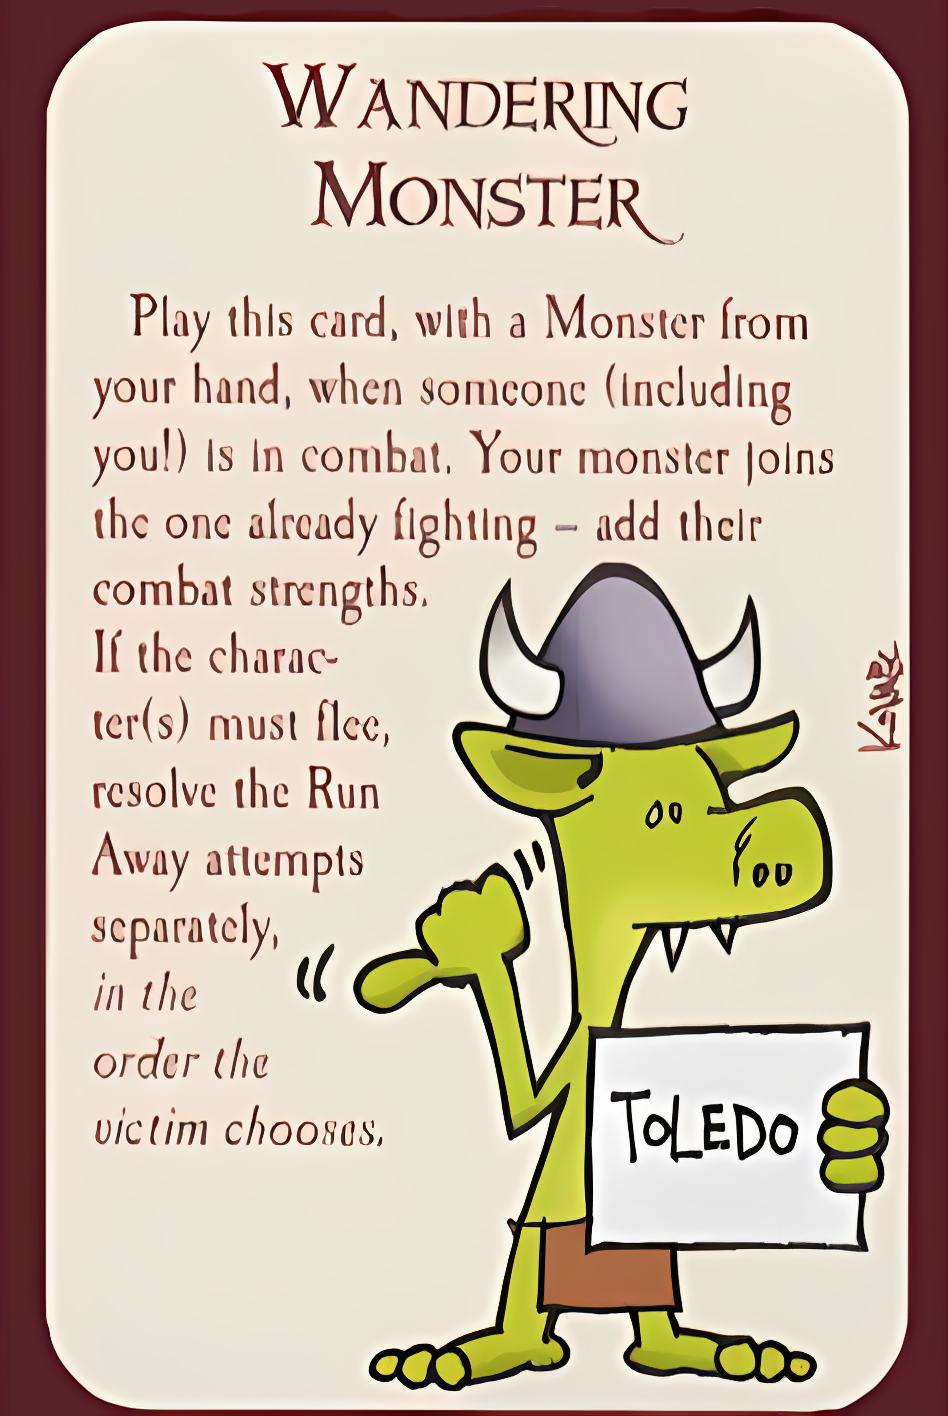 WANDERING
MONSTER
Play this card, with a Monster from
your hand, when someone (including
you!) is in combat. Your monster joins
the one already fighting – add their
combat strengths.
If the charac-
ter(s) must flee,
resolve the Run
Away attempts
separately,
in the
order the
victim chooses.
TOLEDO